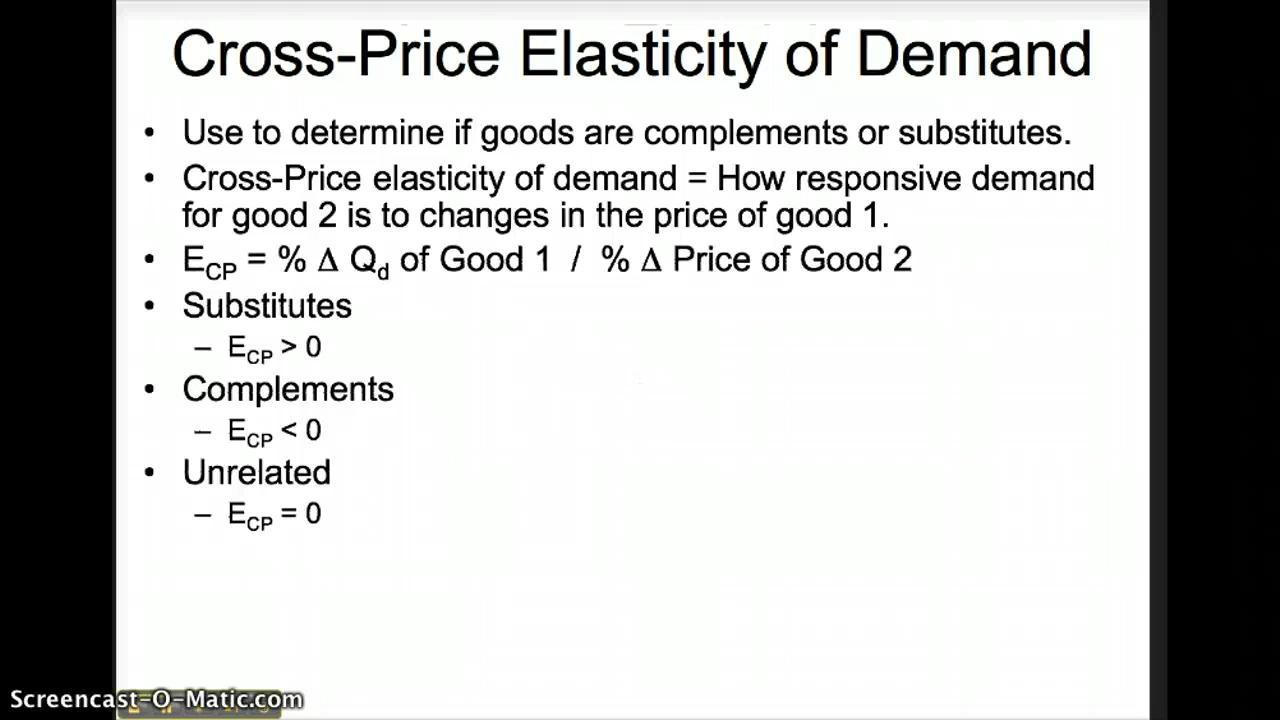 Cross-Price Elasticity of Demand
• Use to determine if goods are complements or substitutes.
• Cross-Price elasticity of demand = How responsive demand
for good 2 is to changes in the price of good 1.
• E_CP = % Δ Q_d of Good 1 / % Δ Price of Good 2
• Substitutes
– E_CP > 0
• Complements
– E_CP < 0
• Unrelated
– E_CP = 0
Screencast-O-Matic.com